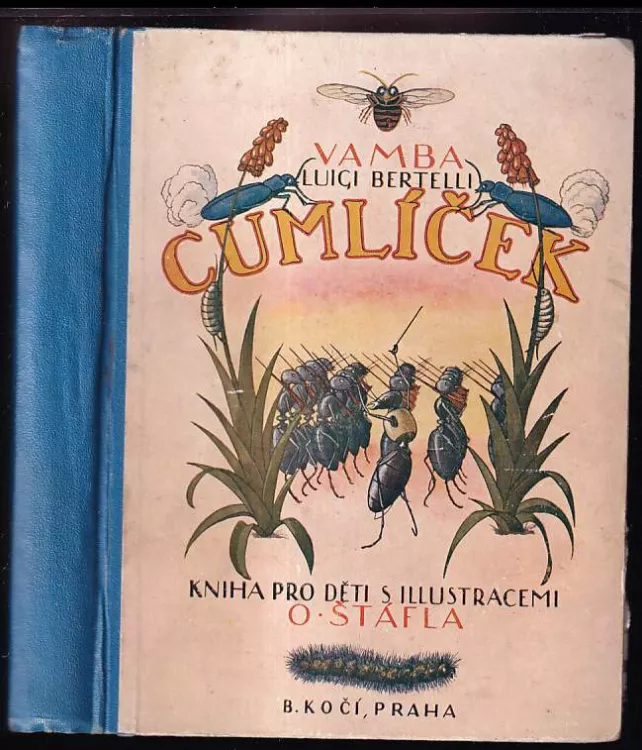 VAMBA
(LUIGI BERTELLI)
CUMLÍČEK
KNIHA PRO DĚTI S ILLUSTRACEMI
O·ŠTÁFLA
B. KOČÍ, PRAHA